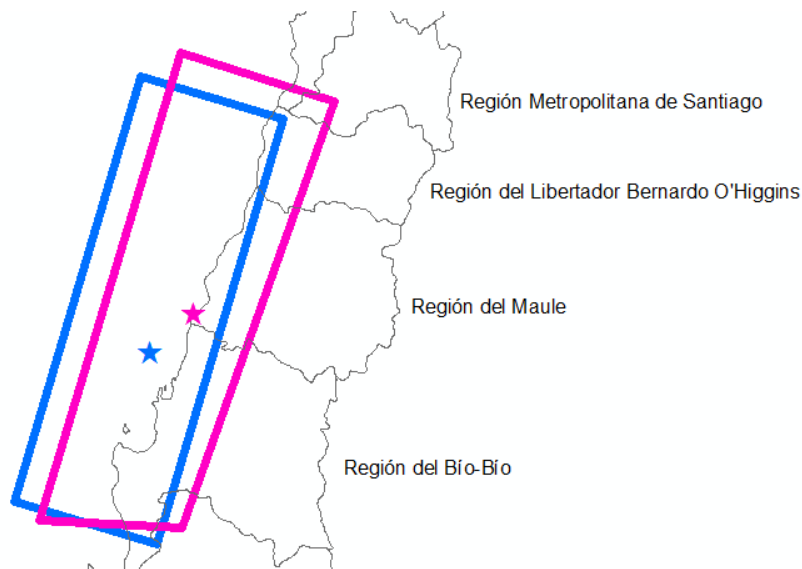 Región Metropolitana de Santiago
Región del Libertador Bernardo O'Higgins
Región del Maule
Región del Bío-Bío